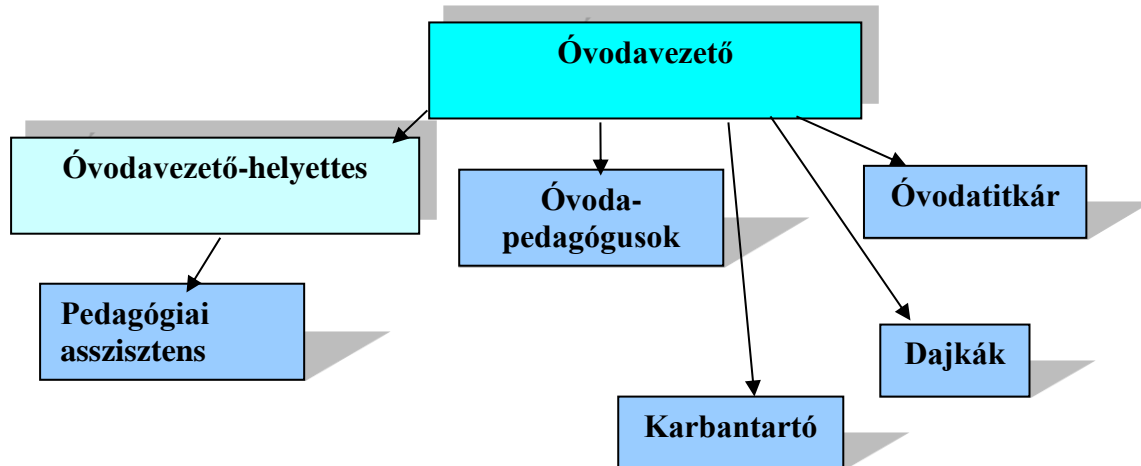 Óvodavezető
Óvodavezető-helyettes
Óvoda-
pedagógusok
Óvodatitkár
Pedagógiai
asszisztens
Dajkák
Karbantartó